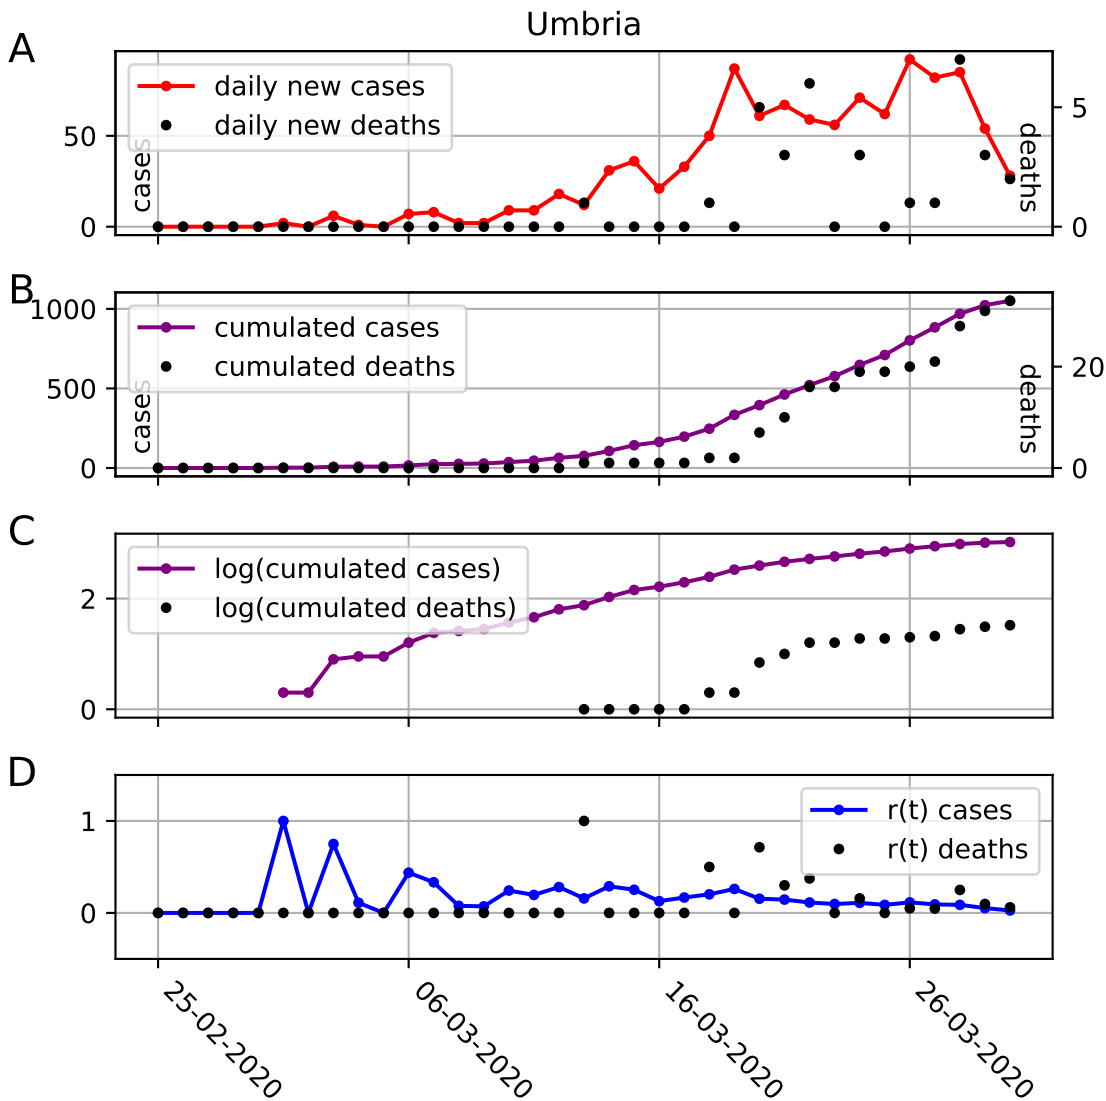 Umbria
A
daily new cases
daily new deaths
50
0
cases
5
0
deaths
B
cumulated cases
cumulated deaths
1000
500
0
cases
20
0
deaths
C
log(cumulated cases)
log(cumulated deaths)
2
0
D
r(t) cases
r(t) deaths
1
0
25-02-2020
06-03-2020
16-03-2020
26-03-2020